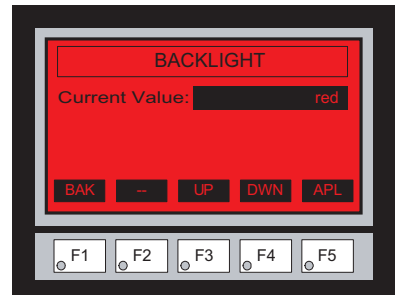 BACKLIGHT
Current Value: red
BAK -- UP DWN APL
F1 F2 F3 F4 F5